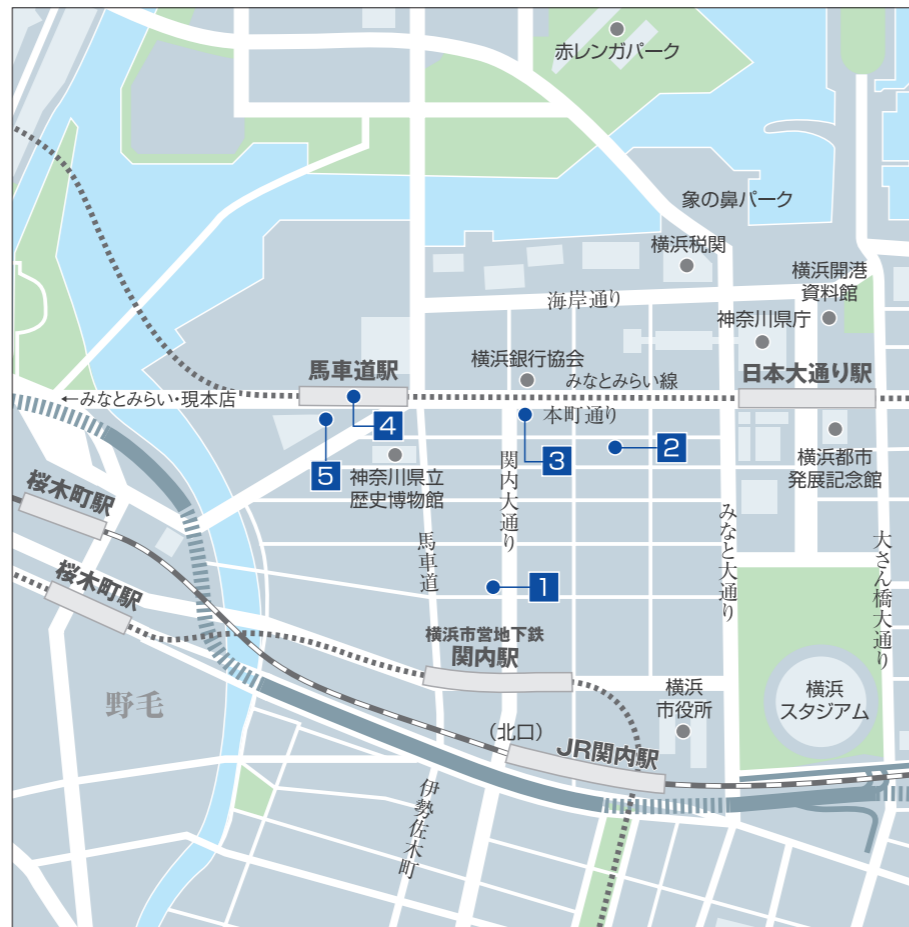 赤レンガパーク
象の鼻パーク
横浜税関
横浜開港
資料館
海岸通り
神奈川県庁
馬車道駅
横浜銀行協会
みなとみらい線
日本大通り駅
←みなとみらい・現本店
本町通り
4
5
3
2
神奈川県立
歴史博物館
横浜都市
発展記念館
関内大通り
桜木町駅
馬車道
みなと大通り
大さん橋大通り
桜木町駅
1
横浜市営地下鉄
関内駅
野毛
横浜
市役所
横浜
スタジアム
（北口）
JR関内駅
伊勢佐木町